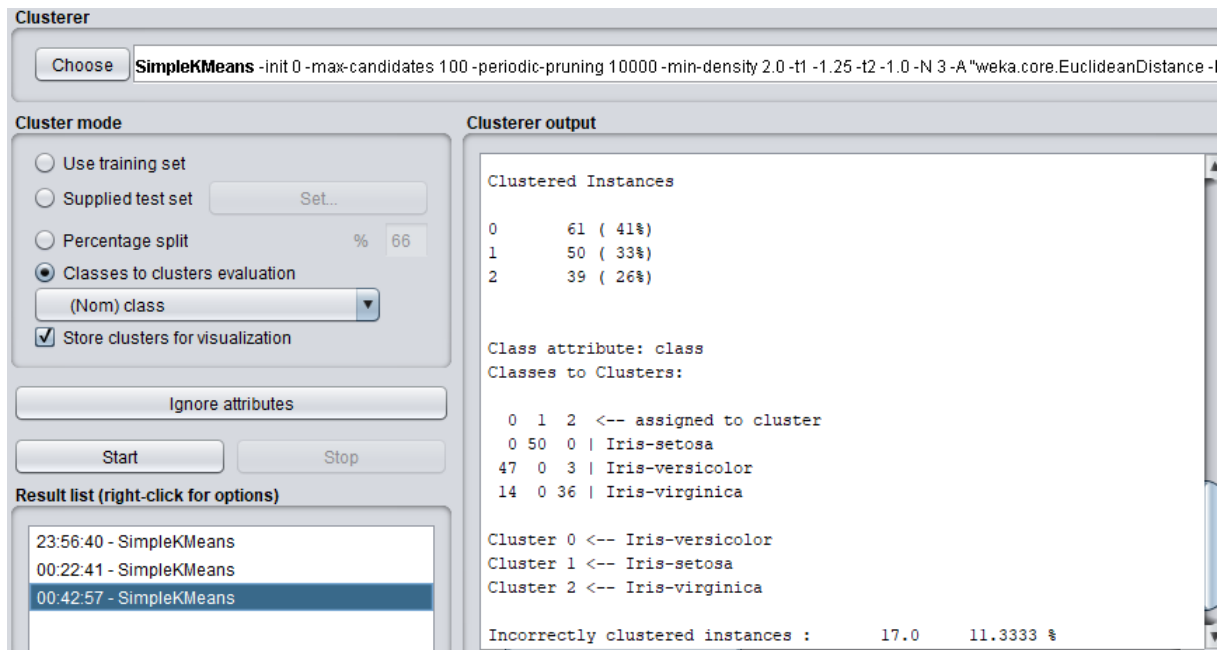 Clusterer
Choose SimpleKMeans -init 0 -max-candidates 100 -periodic-pruning 10000 -min-density 2.0 -t1 -1.25 -t2 -1.0 -N 3 -A "weka.core.EuclideanDistance
Cluster mode
Use training set
Supplied test set Set...
Percentage split % 66
Classes to clusters evaluation
(Nom) class
Store clusters for visualization
Ignore attributes
Start Stop
Result list (right-click for options)
23:56:40 - SimpleKMeans
00:22:41 - SimpleKMeans
00:42:57 - SimpleKMeans
Clusterer output
Clustered Instances
0 61 ( 41%)
1 50 ( 33%)
2 39 ( 26%)
Class attribute: class
Classes to Clusters:
0 1 2 <-- assigned to cluster
0 50 0 | Iris-setosa
47 0 3 | Iris-versicolor
14 0 36 | Iris-virginica
Cluster 0 <-- Iris-versicolor
Cluster 1 <-- Iris-setosa
Cluster 2 <-- Iris-virginica
Incorrectly clustered instances : 17.0 11.3333 %